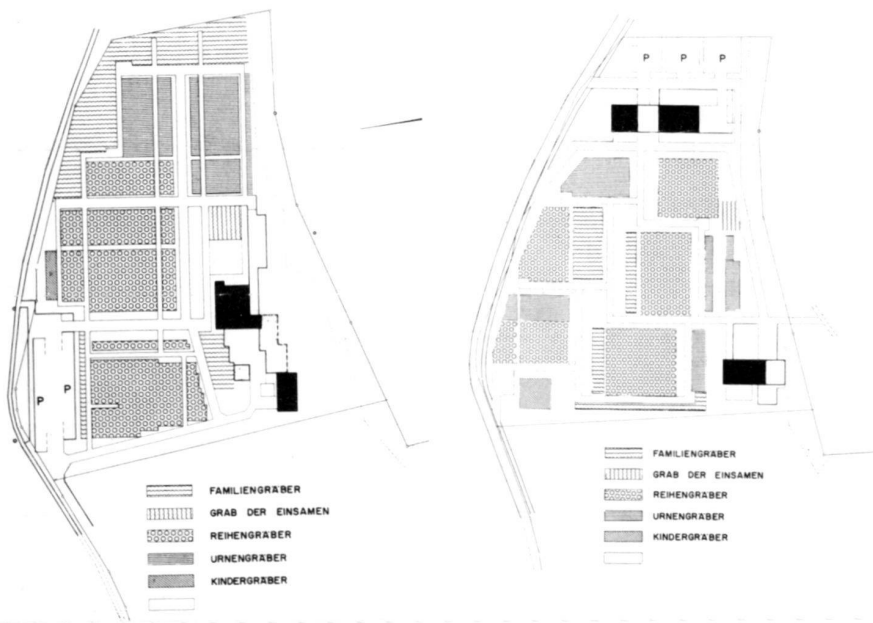 P
P
FAMILIENGRÄBER
GRAB DER EINSAMEN
REIHENGRÄBER
URNENGRÄBER
KINDERGRÄBER
P P P
FAMILIENGRÄBER
GRAB DER EINSAMEN
REIHENGRÄBER
URNENGRÄBER
KINDERGRÄBER